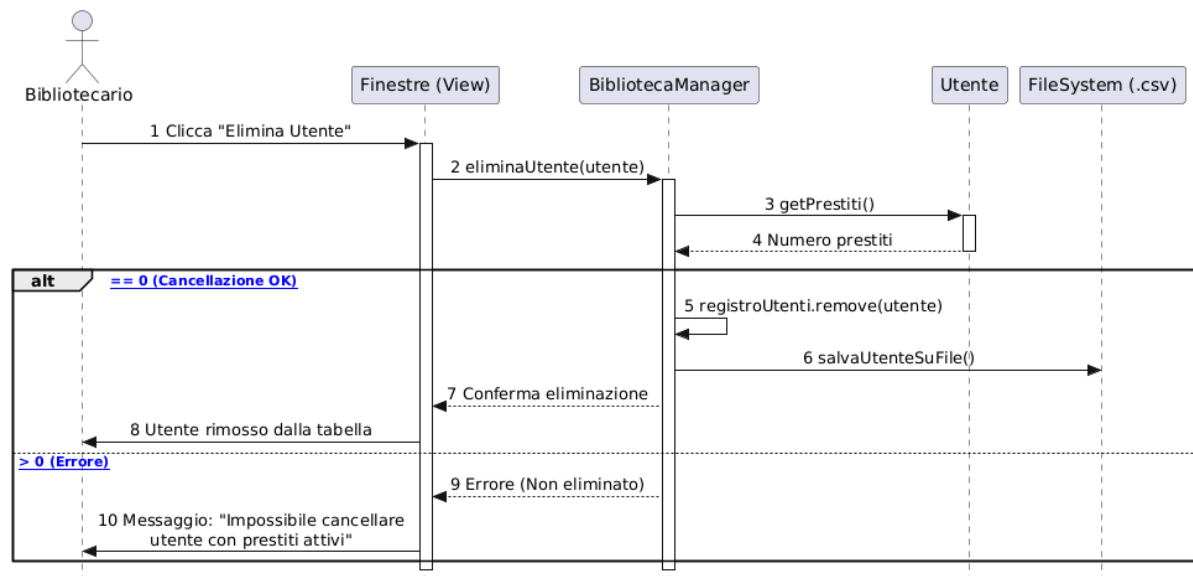 Bibliotecario
Finestre (View)
BibliotecaManager
Utente
FileSystem (.csv)
1 Clicca "Elimina Utente"
2 eliminaUtente(utente)
3 getPrestiti()
4 Numero prestiti
alt
== 0 (Cancellazione OK)
5 registroUtenti.remove(utente)
6 salvaUtenteSuFile()
7 Conferma eliminazione
8 Utente rimosso dalla tabella
> 0 (Errore)
9 Errore (Non eliminato)
10 Messaggio: "Impossibile cancellare
utente con prestiti attivi"